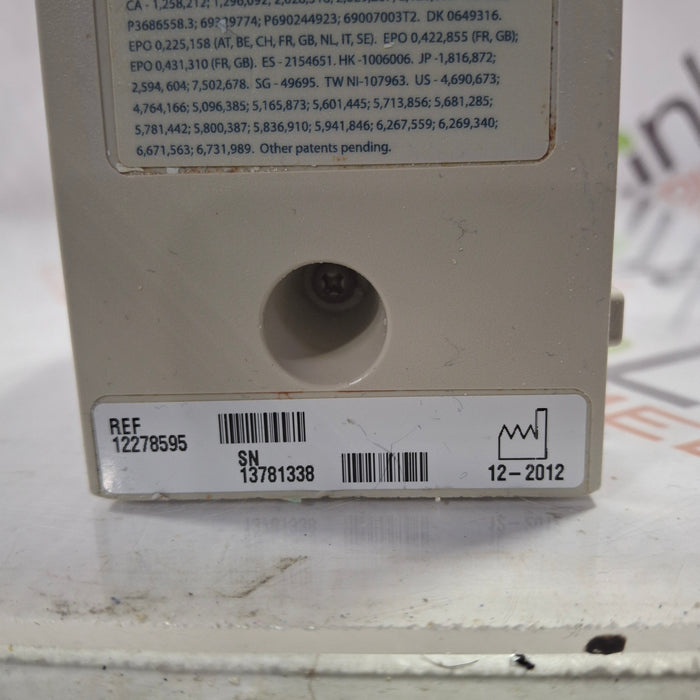 CA - 1,258,212; 1,296,092;
P3686558.3; P690244923; 69007003T2. DK 0649316.
EPO 0,225,158 (AT, BE, CH, FR, GB, NL, IT, SE). EPO 0,422,855 (FR, GB);
EPO 0,431,310 (FR, GB). ES - 2154651. HK -1006006. JP -1,816,872;
2,594,604; 7,502,678. SG - 49695. TW NI-107963. US - 4,690,673;
4,764,166; 5,096,385; 5,165,873; 5,601,445; 5,713,856; 5,681,285;
5,781,442; 5,800,387; 5,836,910; 5,941,846; 6,267,559; 6,269,340;
6,671,563; 6,731,989. Other patents pending.
REF
12278595
SN
13781338
12-2012